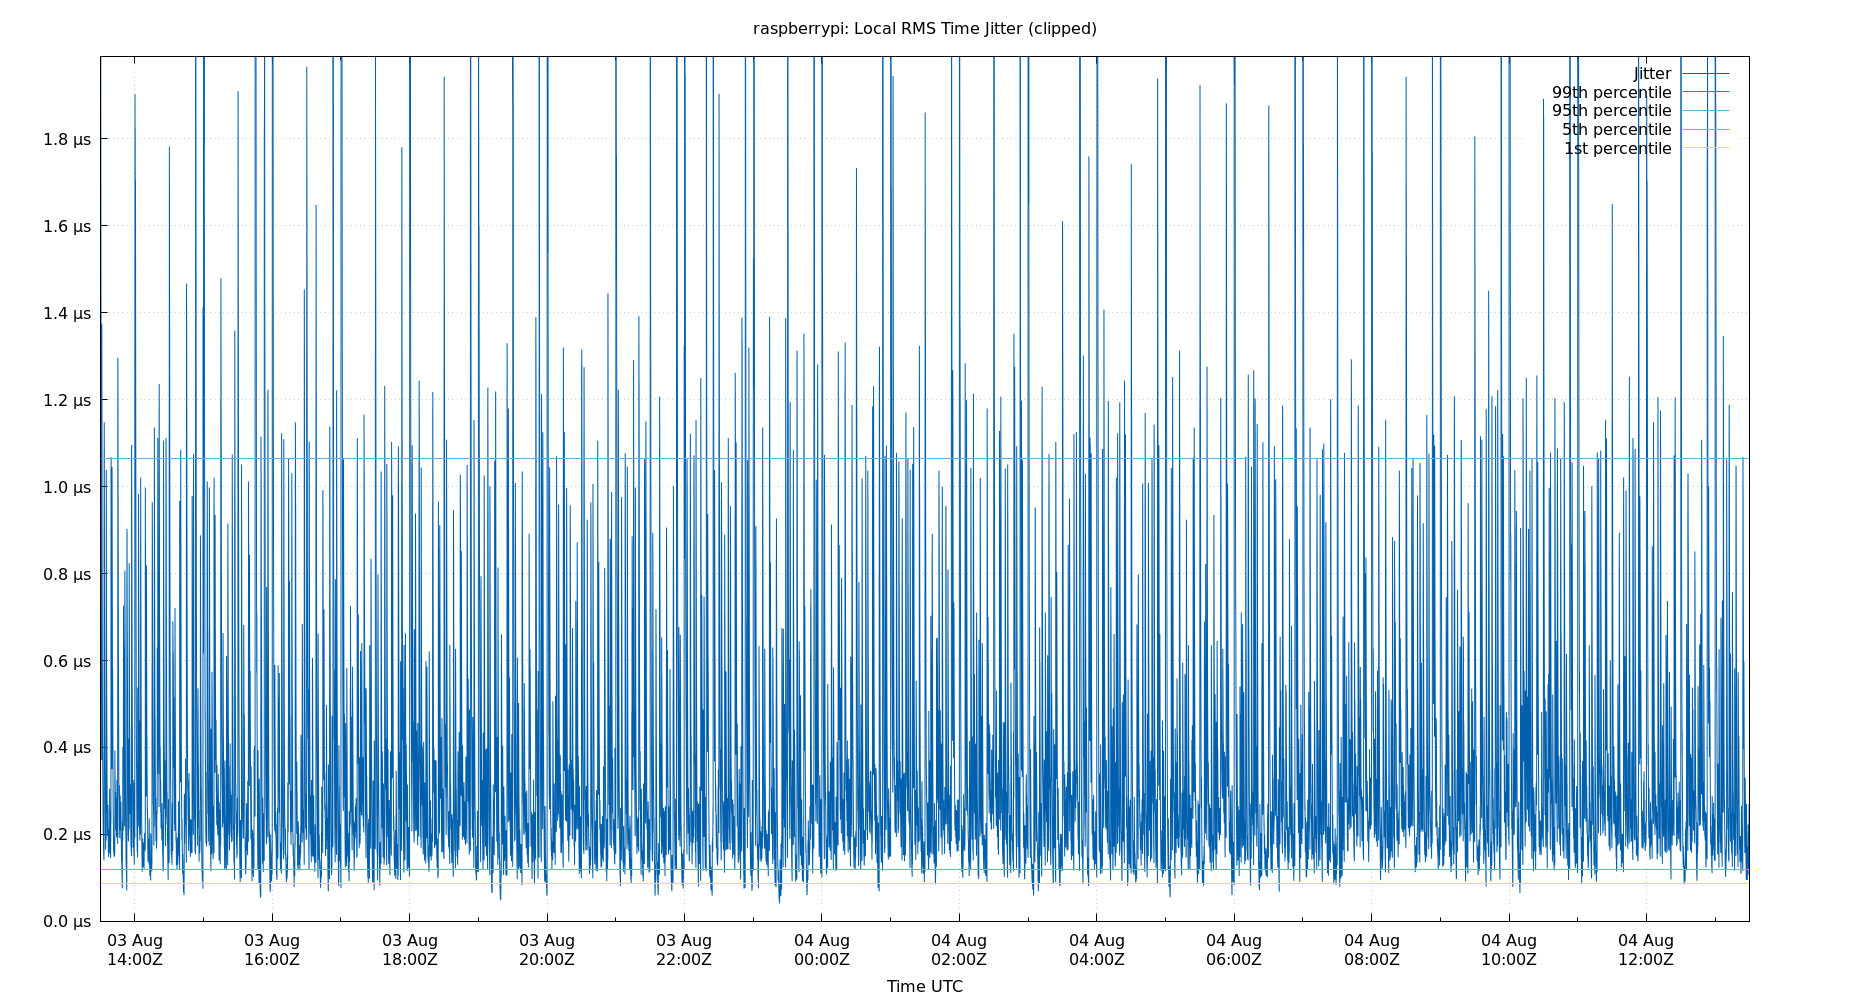 raspberrypi: Local RMS Time Jitter (clipped)
Jitter
99th percentile
95th percentile
5th percentile
1st percentile
1.8 µs
1.6 µs
1.4 µs
1.2 µs
1.0 µs
0.8 µs
0.6 µs
0.4 µs
0.2 µs
0.0 µs
03 Aug 03 Aug 03 Aug 03 Aug 03 Aug 04 Aug 04 Aug 04 Aug 04 Aug 04 Aug 04 Aug 04 Aug
14:00Z 16:00Z 18:00Z 20:00Z 22:00Z 00:00Z 02:00Z 04:00Z 06:00Z 08:00Z 10:00Z 12:00Z
Time UTC